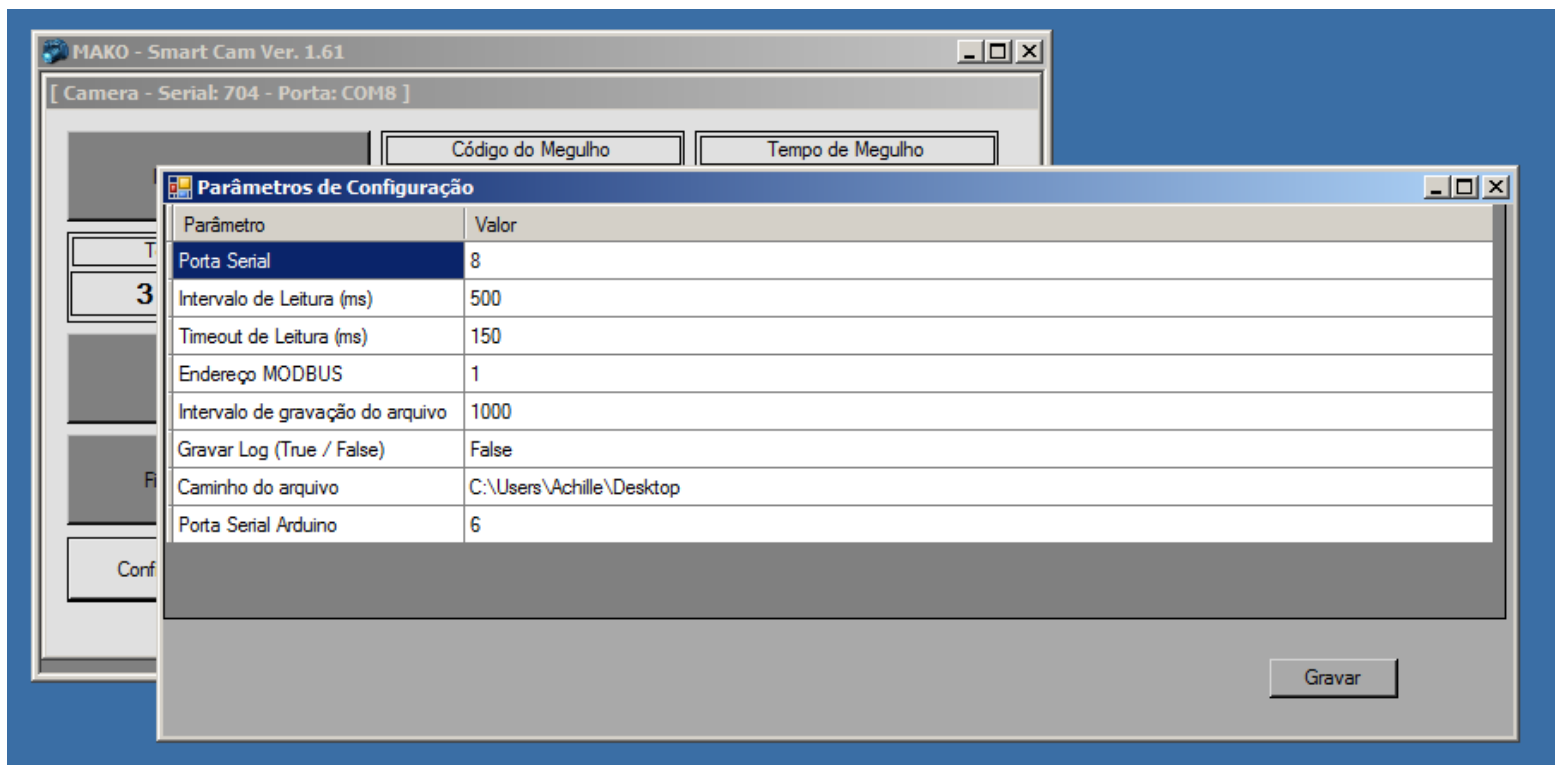 MAKO - Smart Cam Ver. 1.61
[ Camera - Serial: 704 - Porta: COM8 ]
Código do Megulho Tempo de Megulho
Parâmetros de Configuração
Parâmetro Valor
Porta Serial 8
3
Intervalo de Leitura (ms) 500
Timeout de Leitura (ms) 150
Endereço MODBUS 1
Intervalo de gravação do arquivo 1000
Gravar Log (True / False) False
Caminho do arquivo C:\Users\Achille\Desktop
Porta Serial Arduino 6
Conf
Gravar